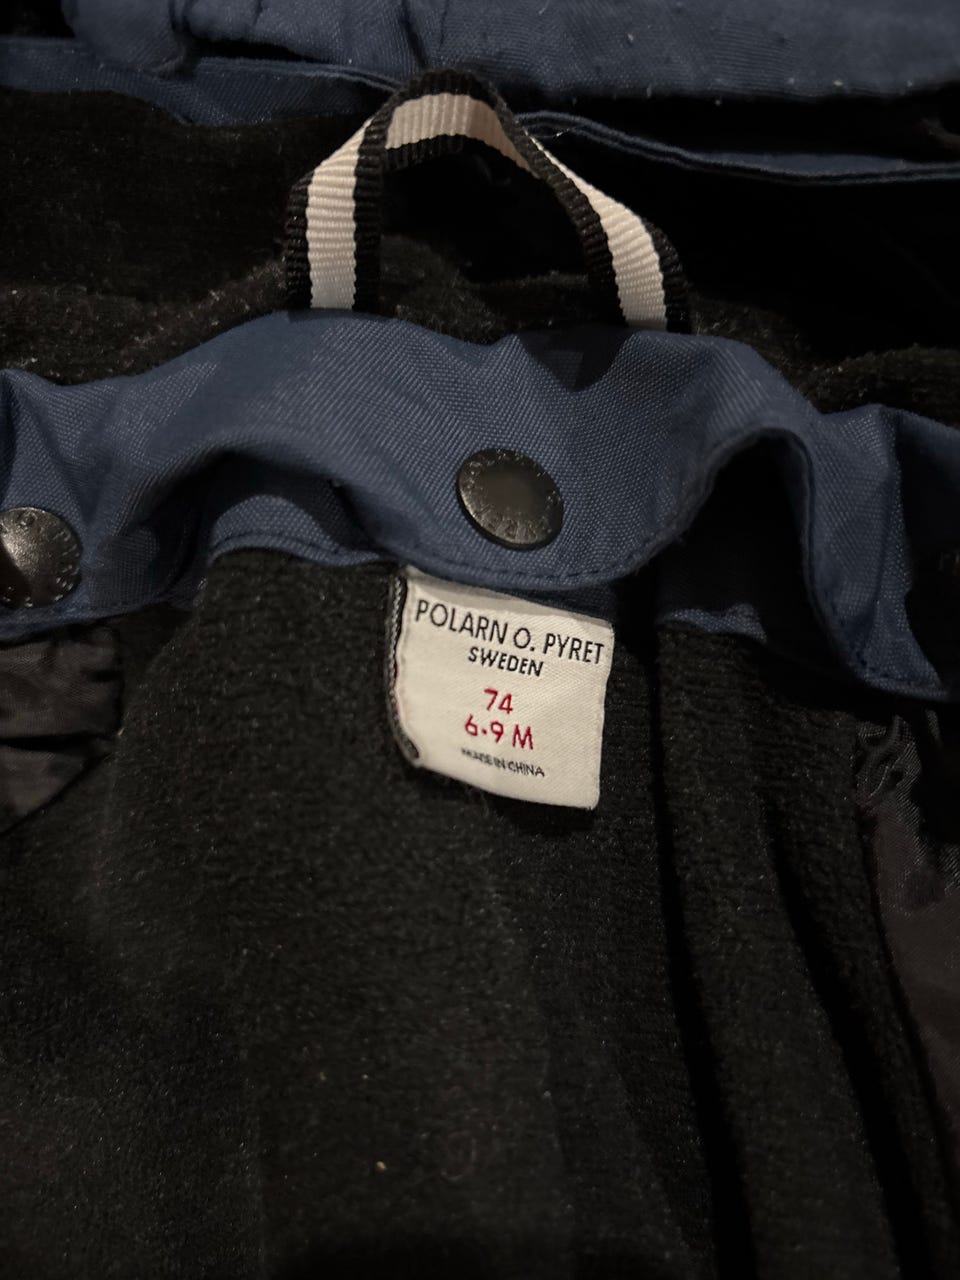 POLARN O. PYRET
SWEDEN
74
6-9 M
MADE IN CHINA